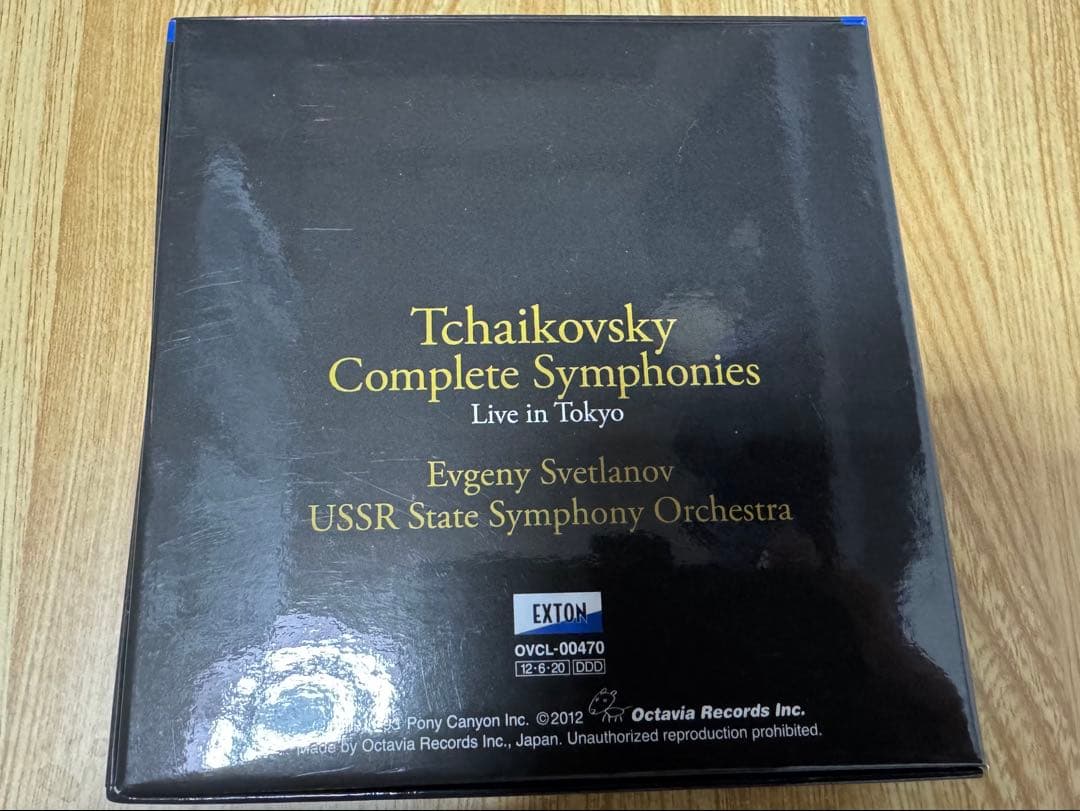 Tchaikovsky
Complete Symphonies
Live in Tokyo
Evgeny Svetlanov
USSR State Symphony Orchestra
EXTON
OVCL-00470
12·6·20 DDD
Pony Canyon Inc. ©2012 Octavia Records Inc.
Made by Octavia Records Inc., Japan. Unauthorized reproduction prohibited.